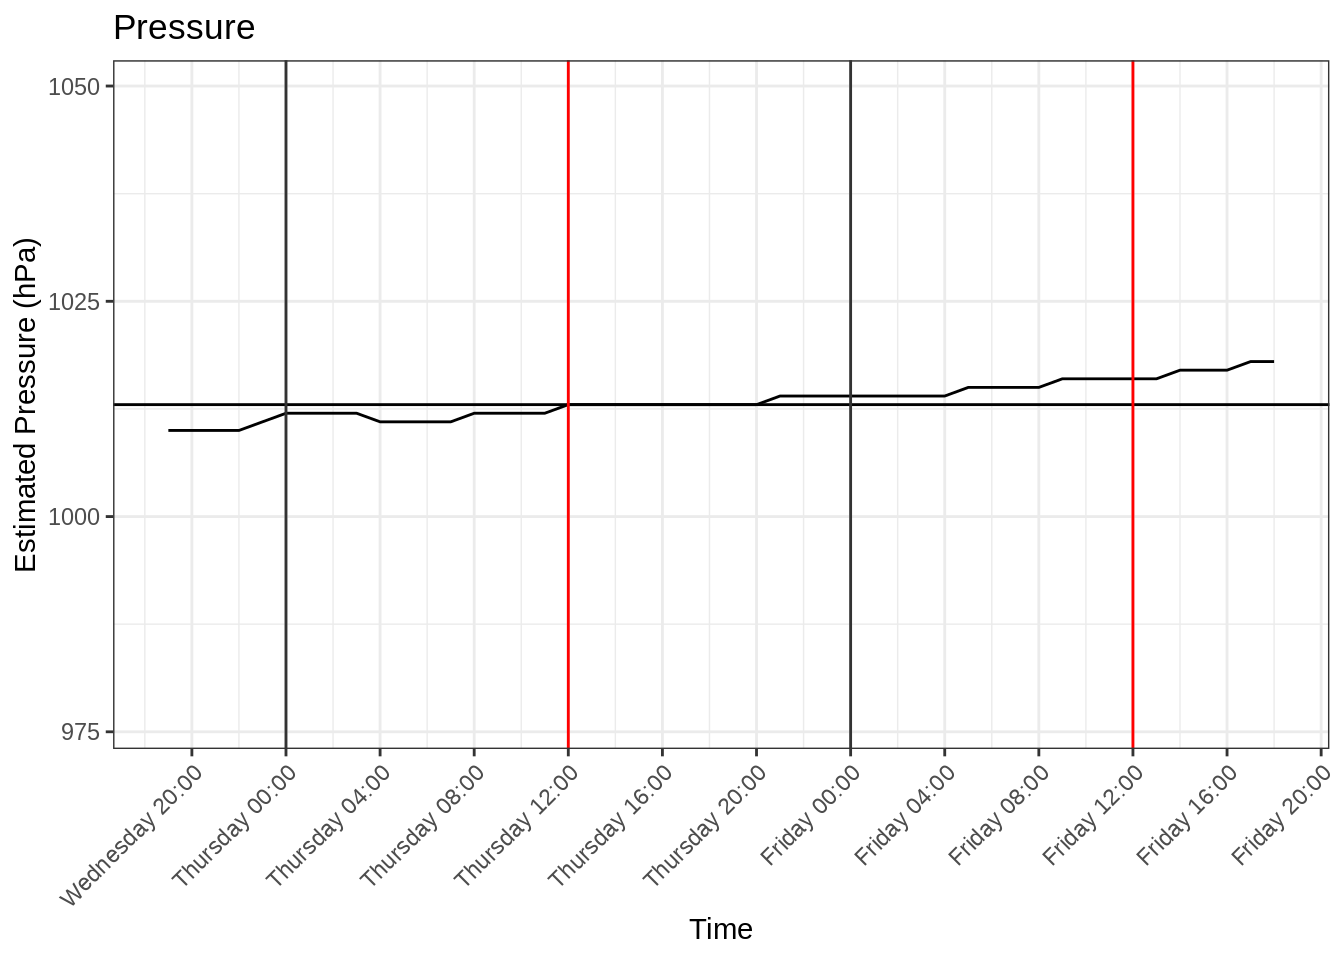 Pressure
Estimated Pressure (hPa)
1050
1025
1000
975
Wednesday 20:00
Thursday 00:00
Thursday 04:00
Thursday 08:00
Thursday 12:00
Thursday 16:00
Thursday 20:00
Friday 00:00
Friday 04:00
Friday 08:00
Friday 12:00
Friday 16:00
Friday 20:00
Time